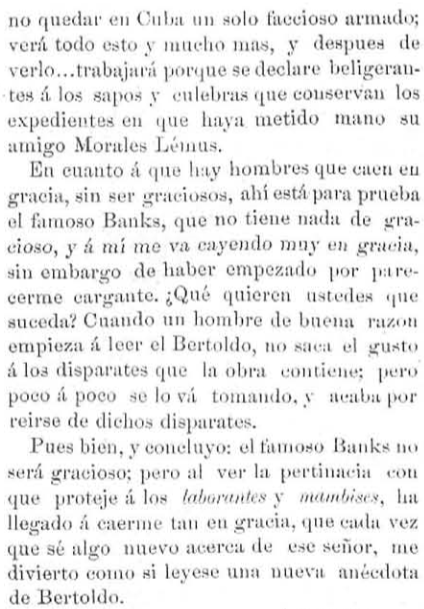 no quedar en Cuba un solo faccioso armado;
verá todo esto y mucho mas, y despues de
verlo...trabajará porque se declare beligeran-
tes á los sapos y culebras que conservan los
expedientes en que haya metido mano su
amigo Morales Lémus.
En cuanto á que hay hombres que caen en
gracia, sin ser graciosos, ahí está para prueba
el famoso Banks, que no tiene nada de gra-
cioso, y á mí me va cayendo muy en gracia,
sin embargo de haber empezado por pare-
cerme cargante. ¿Qué quieren ustedes que
suceda? Cuando un hombre de buena razon
empieza á leer el Bertoldo, no saca el gusto
á los disparates que la obra contiene; pero
poco á poco se lo vá tomando, y acaba por
reirse de dichos disparates.
Pues bien, y concluyo: el famoso Banks no
será gracioso; pero al ver la pertinacia con
que proteje á los laborantes y mambises, ha
llegado á caerme tan en gracia, que cada vez
que sé algo nuevo acerca de ese señor, me
divierto como si leyese una nueva anécdota
de Bertoldo.